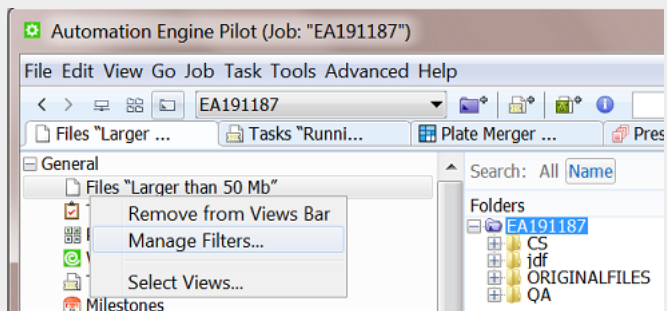 Automation Engine Pilot (Job: "EA191187")
File Edit View Go Job Task Tools Advanced Help
EA191187
Files “Larger ... Tasks “Runni... Plate Merger ... Pres
General
Files “Larger than 50 Mb”
Remove from Views Bar
Manage Filters...
Select Views...
Milestones
Search: All Name
Folders
EA191187
CS
jdf
ORIGINALFILES
QA